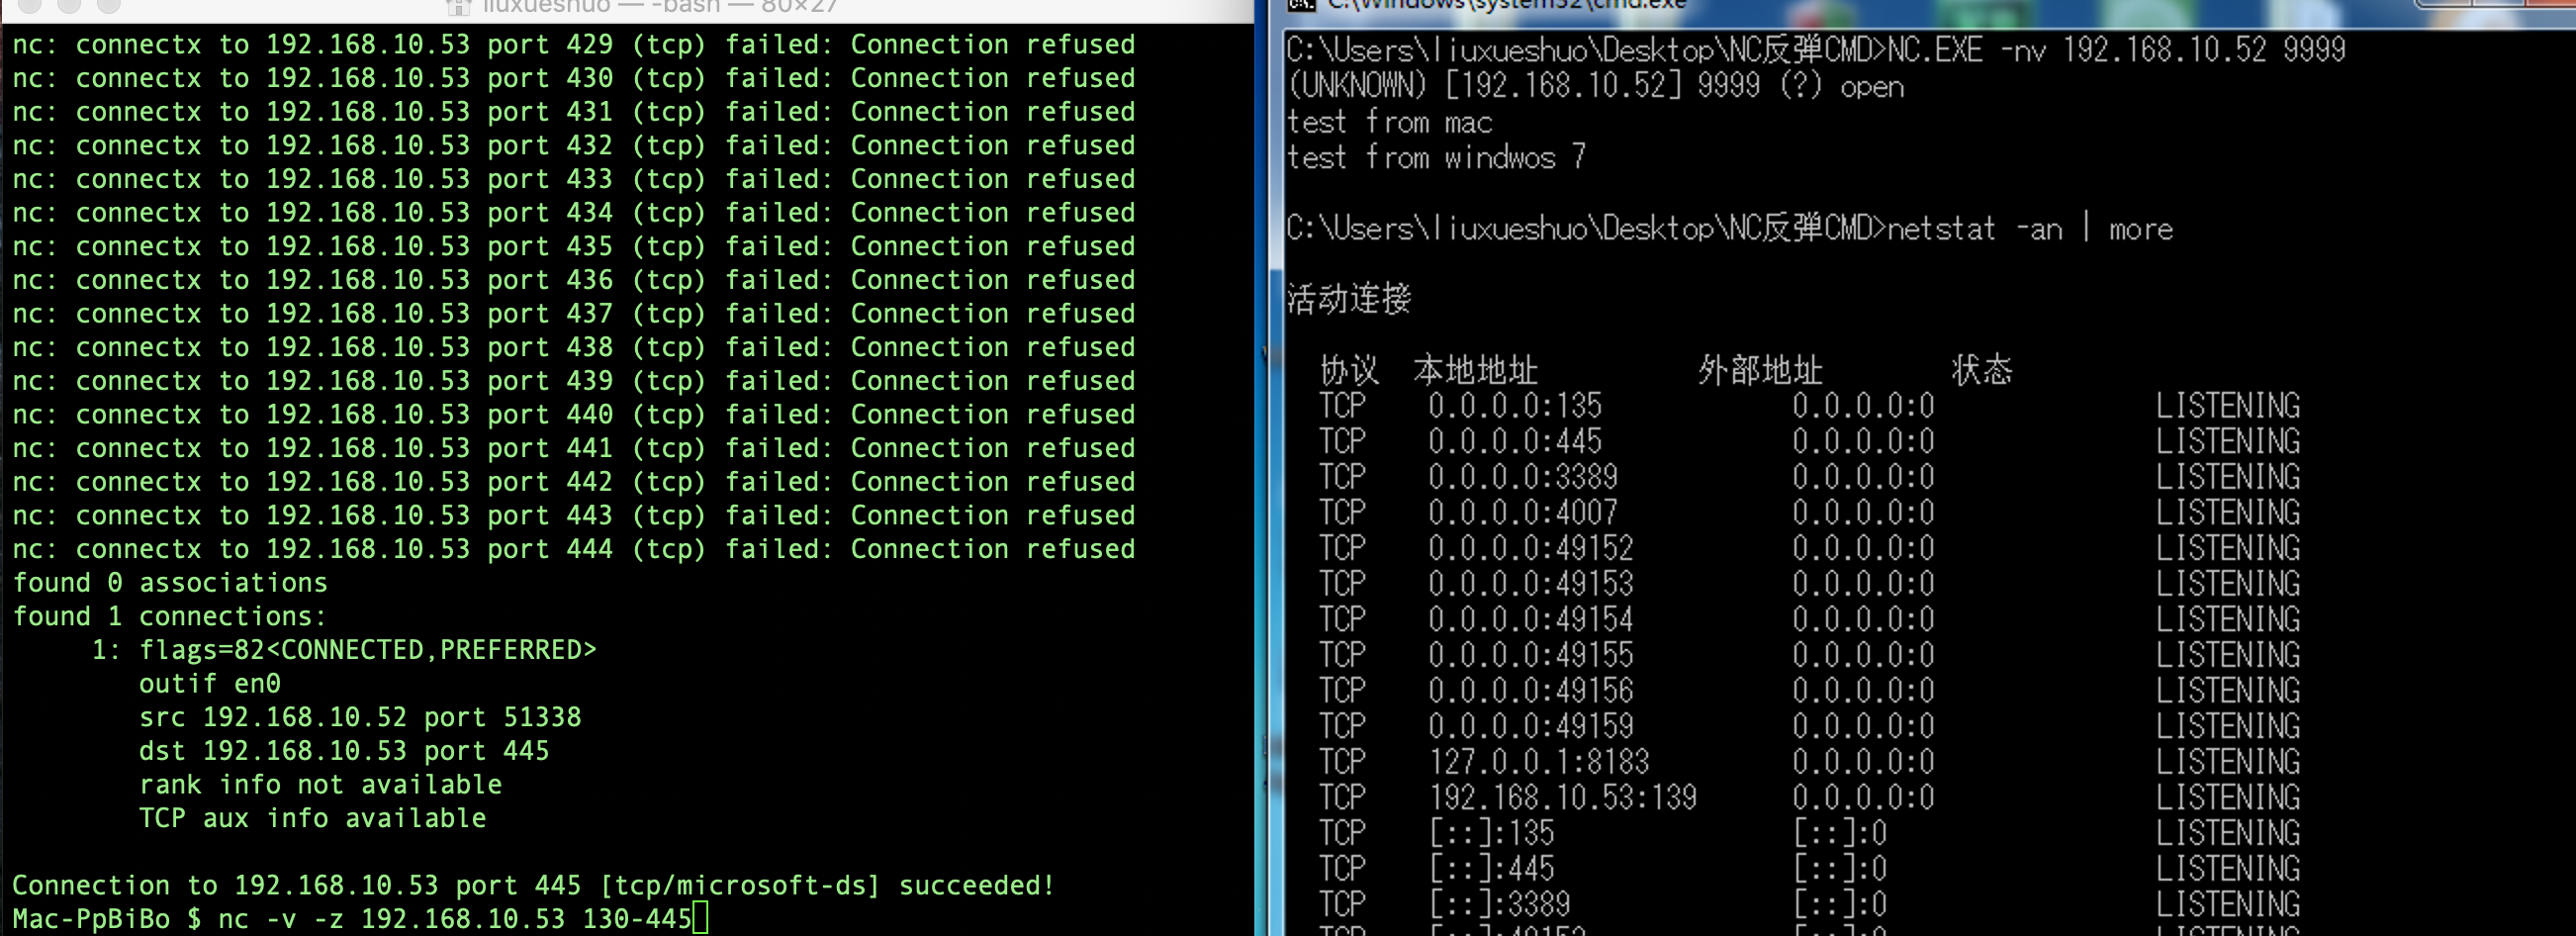 liuxueshuo — -bash — 80×27
nc: connectx to 192.168.10.53 port 429 (tcp) failed: Connection refused
nc: connectx to 192.168.10.53 port 430 (tcp) failed: Connection refused
nc: connectx to 192.168.10.53 port 431 (tcp) failed: Connection refused
nc: connectx to 192.168.10.53 port 432 (tcp) failed: Connection refused
nc: connectx to 192.168.10.53 port 433 (tcp) failed: Connection refused
nc: connectx to 192.168.10.53 port 434 (tcp) failed: Connection refused
nc: connectx to 192.168.10.53 port 435 (tcp) failed: Connection refused
nc: connectx to 192.168.10.53 port 436 (tcp) failed: Connection refused
nc: connectx to 192.168.10.53 port 437 (tcp) failed: Connection refused
nc: connectx to 192.168.10.53 port 438 (tcp) failed: Connection refused
nc: connectx to 192.168.10.53 port 439 (tcp) failed: Connection refused
nc: connectx to 192.168.10.53 port 440 (tcp) failed: Connection refused
nc: connectx to 192.168.10.53 port 441 (tcp) failed: Connection refused
nc: connectx to 192.168.10.53 port 442 (tcp) failed: Connection refused
nc: connectx to 192.168.10.53 port 443 (tcp) failed: Connection refused
nc: connectx to 192.168.10.53 port 444 (tcp) failed: Connection refused
found 0 associations
found 1 connections:
1: flags=82<CONNECTED,PREFERRED>
outif en0
src 192.168.10.52 port 51338
dst 192.168.10.53 port 445
rank info not available
TCP aux info available
Connection to 192.168.10.53 port 445 [tcp/microsoft-ds] succeeded!
Mac-PpBiBo $ nc -v -z 192.168.10.53 130-445
C:\Windows\system32\cmd.exe
C:\Users\liuxueshuo\Desktop\NC反弹CMD>NC.EXE -nv 192.168.10.52 9999
(UNKNOWN) [192.168.10.52] 9999 (?) open
test from mac
test from windwos 7
C:\Users\liuxueshuo\Desktop\NC反弹CMD>netstat -an | more
活动连接
协议 本地地址 外部地址 状态
TCP 0.0.0.0:135 0.0.0.0:0 LISTENING
TCP 0.0.0.0:445 0.0.0.0:0 LISTENING
TCP 0.0.0.0:3389 0.0.0.0:0 LISTENING
TCP 0.0.0.0:4007 0.0.0.0:0 LISTENING
TCP 0.0.0.0:49152 0.0.0.0:0 LISTENING
TCP 0.0.0.0:49153 0.0.0.0:0 LISTENING
TCP 0.0.0.0:49154 0.0.0.0:0 LISTENING
TCP 0.0.0.0:49155 0.0.0.0:0 LISTENING
TCP 0.0.0.0:49156 0.0.0.0:0 LISTENING
TCP 0.0.0.0:49159 0.0.0.0:0 LISTENING
TCP 127.0.0.1:8183 0.0.0.0:0 LISTENING
TCP 192.168.10.53:139 0.0.0.0:0 LISTENING
TCP [::]:135 [::]:0 LISTENING
TCP [::]:445 [::]:0 LISTENING
TCP [::]:3389 [::]:0 LISTENING
TCP [::]:49152 [::]:0 LISTENING